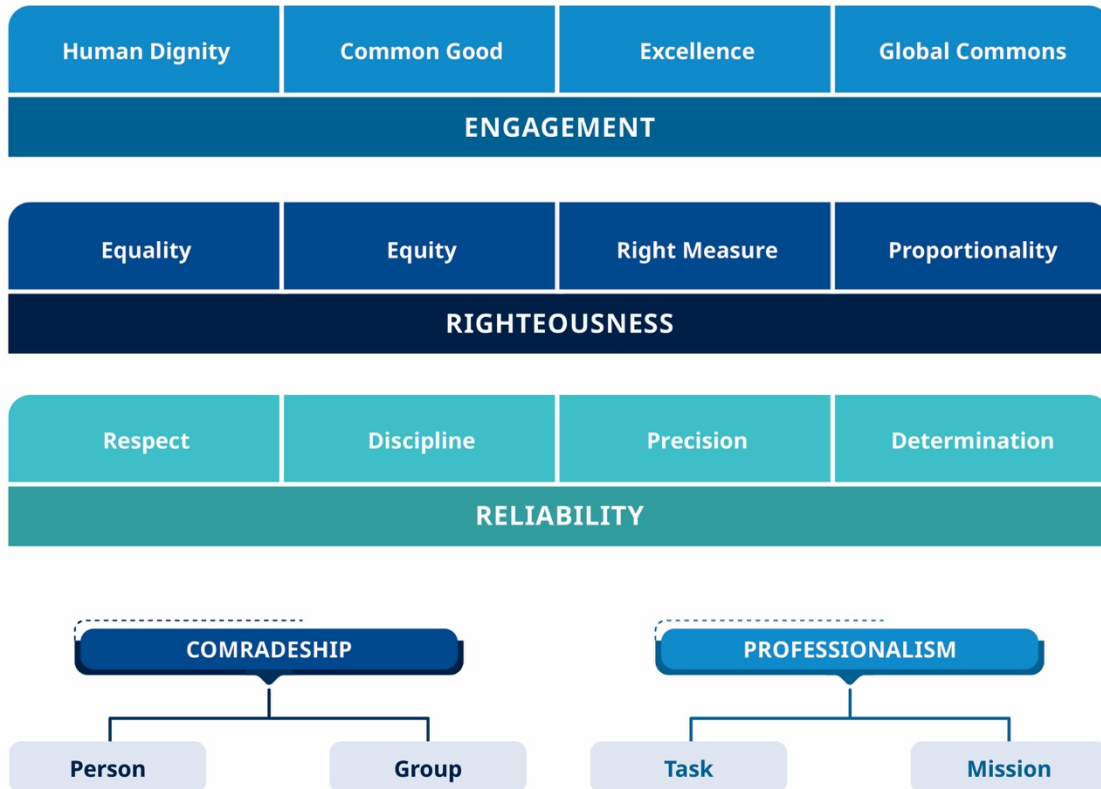 Human Dignity Common Good Excellence Global Commons
ENGAGEMENT
Equality Equity Right Measure Proportionality
RIGHTEOUSNESS
Respect Discipline Precision Determination
RELIABILITY
COMRADESHIP PROFESSIONALISM
Person Group Task Mission